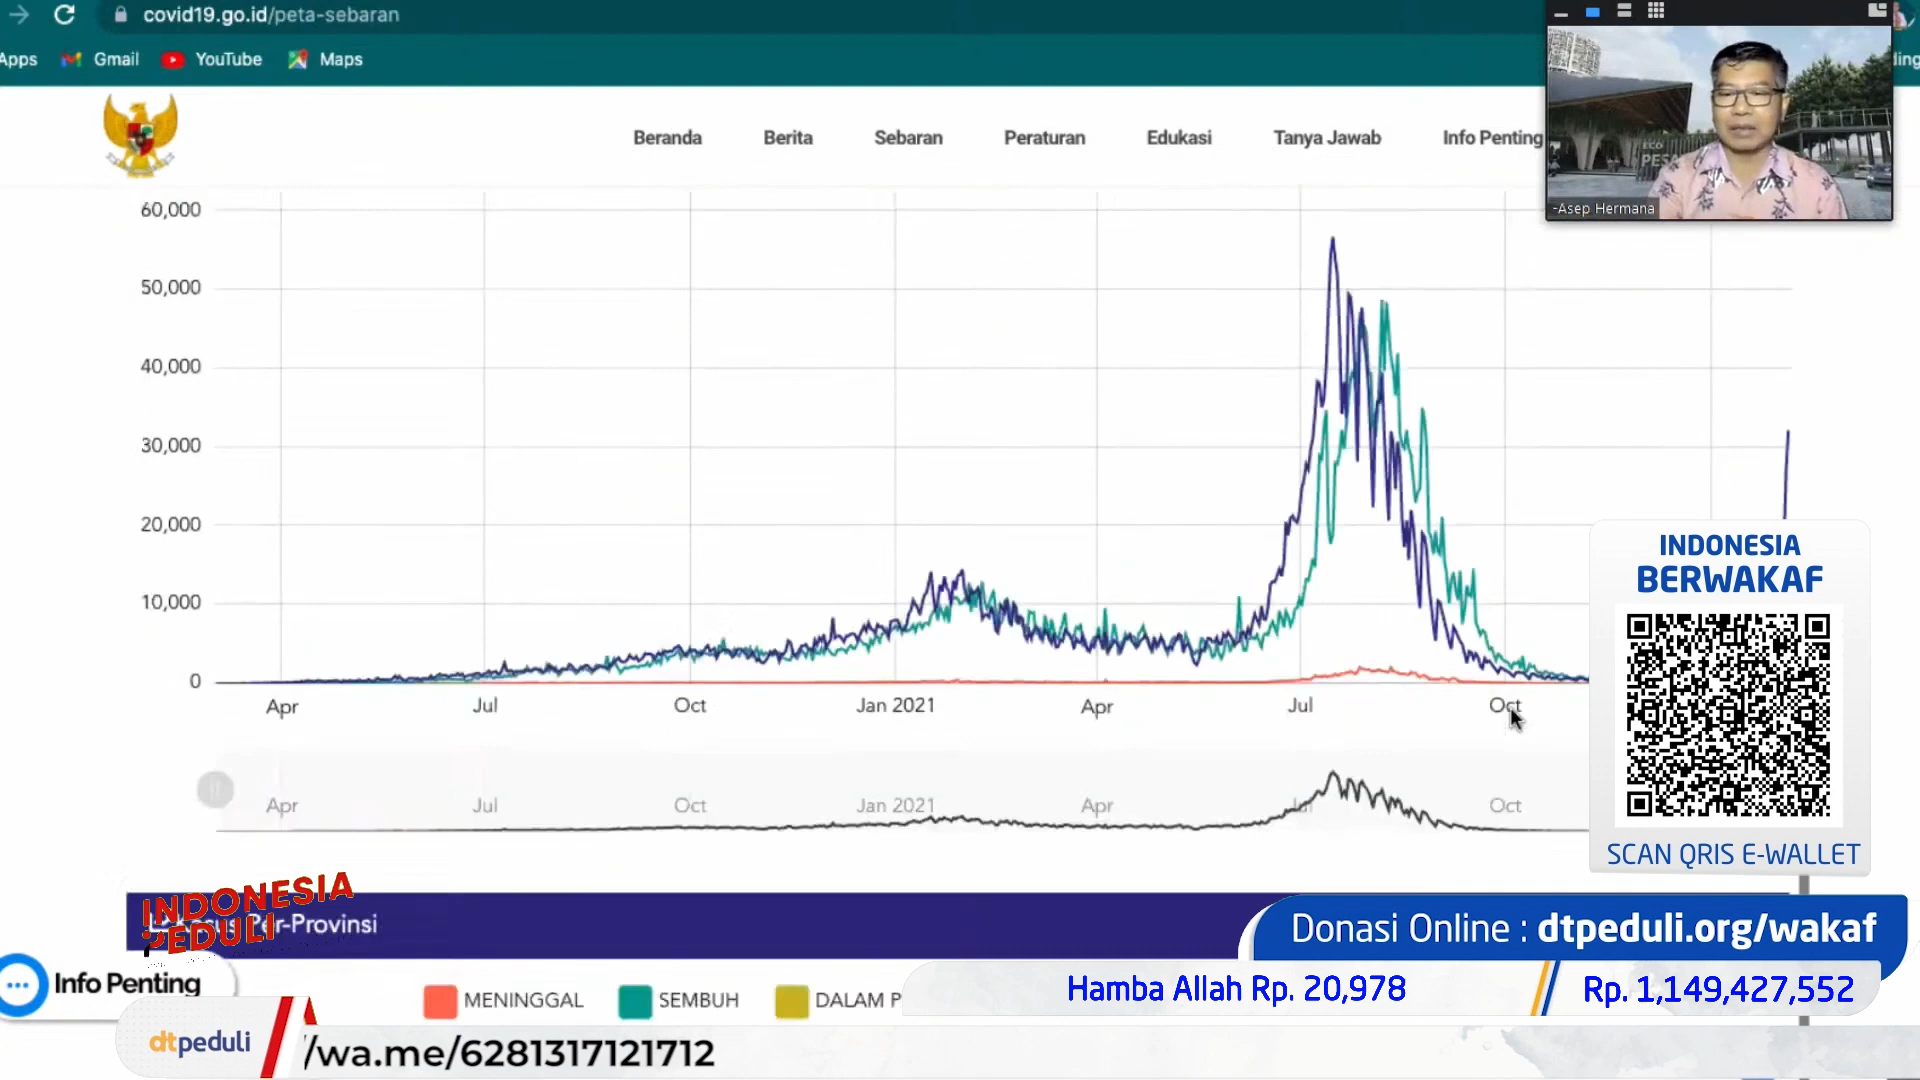 covid19.go.id/peta-sebaran
Apps
Gmail
YouTube
Maps
Beranda
Berita
Sebaran
Peraturan
Edukasi
Tanya Jawab
Info Penting
-Asep Hermana
60,000
50,000
40,000
30,000
20,000
10,000
0
Apr
Jul
Oct
Jan 2021
Apr
Jul
Oct
Apr
Jul
Oct
Jan 2021
Apr
Jul
Oct
INDONESIA
BERWAKAF
SCAN QRIS E-WALLET
INDONESIA
PEDULI
Per-Provinsi
Donasi Online : dtpeduli.org/wakaf
Info Penting
MENINGGAL
SEMBUH
DALAM P
Hamba Allah Rp. 20,978
Rp. 1,149,427,552
dtpeduli
/wa.me/6281317121712